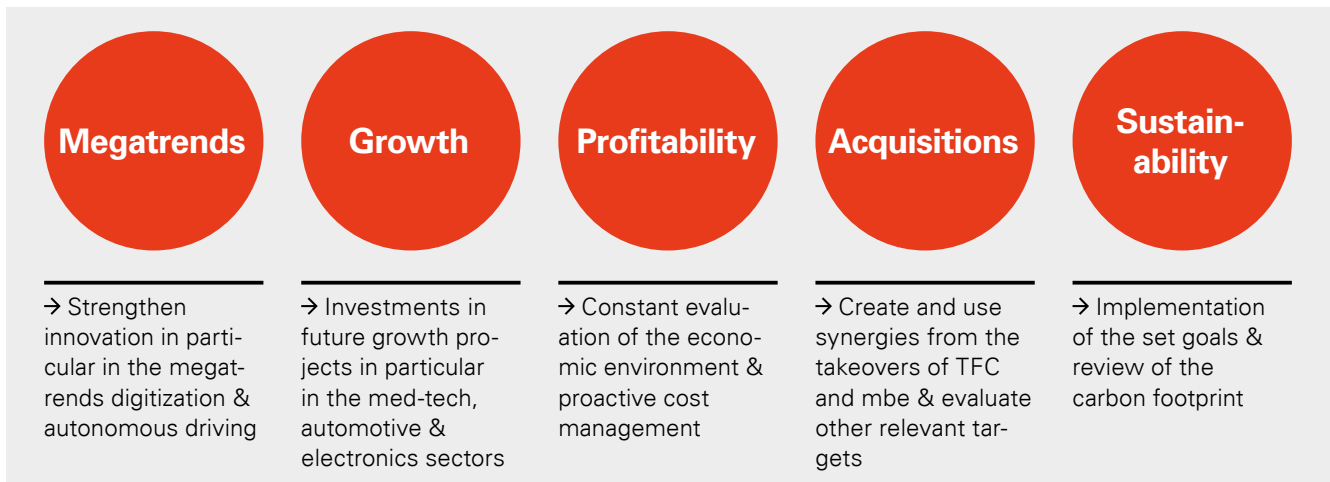 Megatrends
→ Strengthen
innovation in parti-
cular in the megat-
rends digitization &
autonomous driving
Growth
→ Investments in
future growth pro-
jects in particular
in the med-tech,
automotive &
electronics sectors
Profitability
→ Constant evalu-
ation of the econo-
mic environment &
proactive cost
management
Acquisitions
→ Create and use
synergies from the
takeovers of TFC
and mbe & evaluate
other relevant tar-
gets
Sustain-
ability
→ Implementation
of the set goals &
review of the
carbon footprint